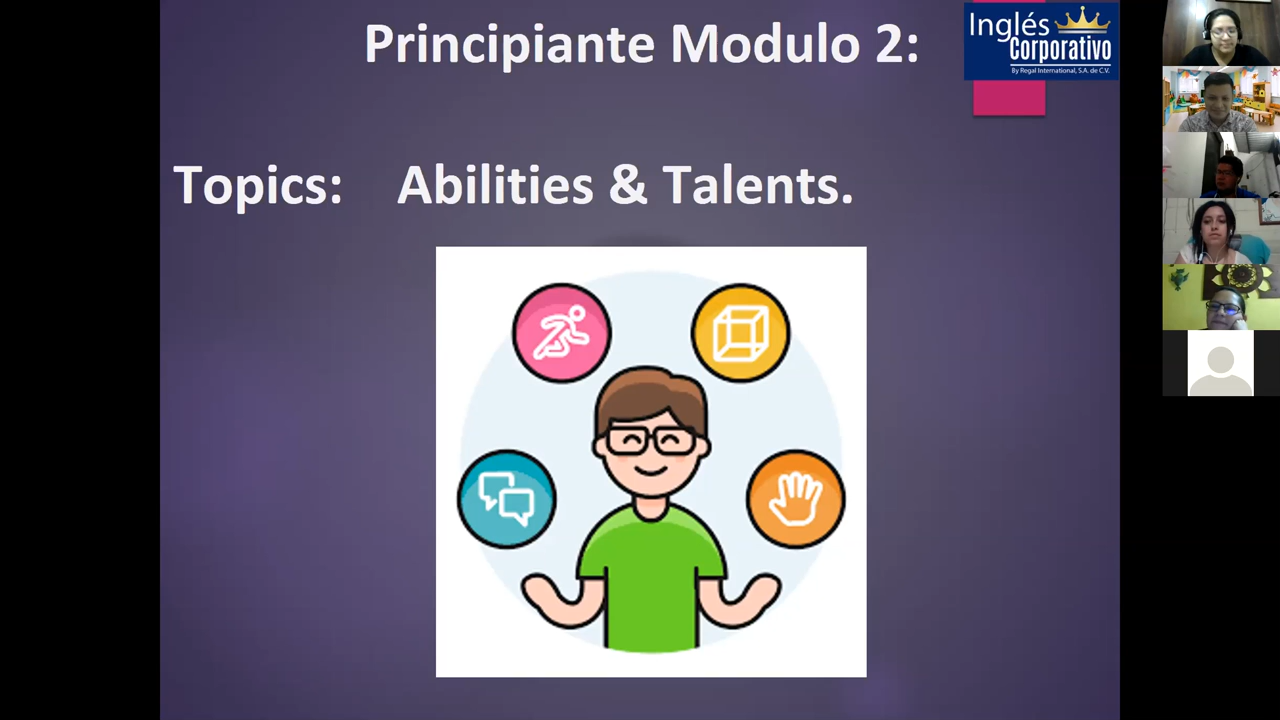 Principiante Modulo 2:
Inglés
Corporativo
By Regal International, S.A. de C.V.
Topics: Abilities & Talents.